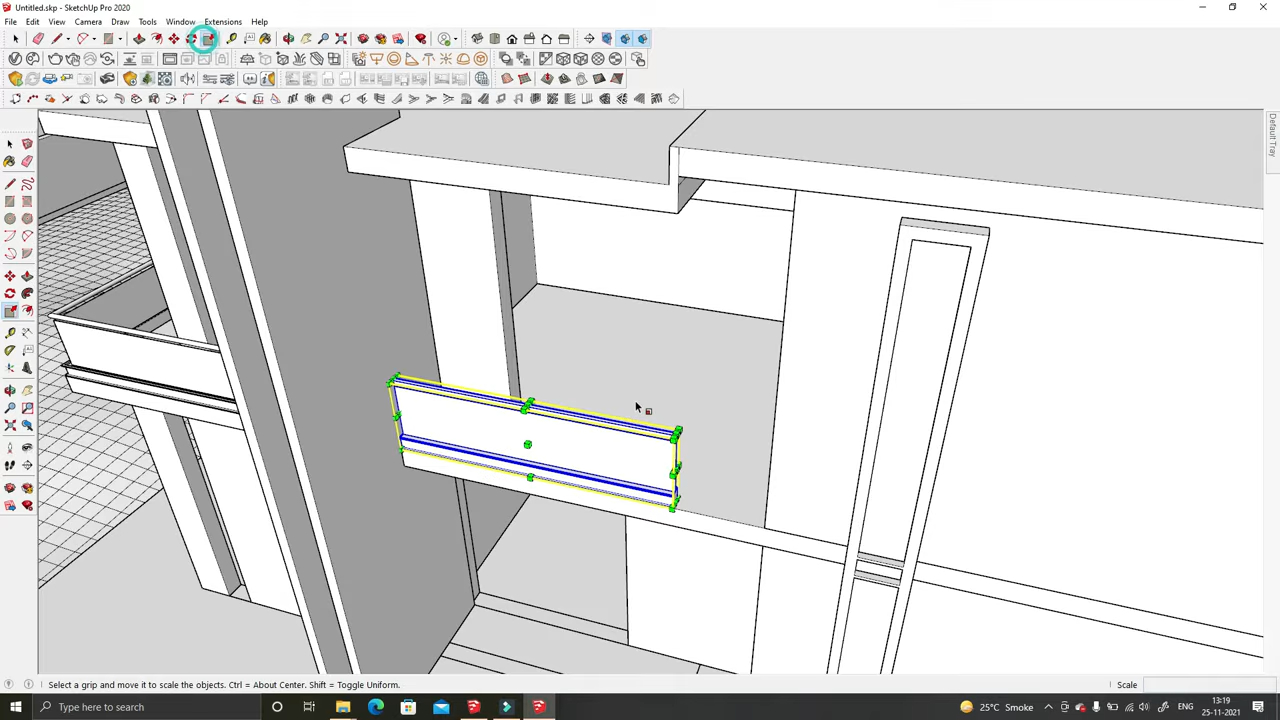 Untitled.skp - SketchUp Pro 2020
File Edit View Camera Draw Tools Window Extensions Help
Default Tray
Select a grip and move it to scale the objects. Ctrl = About Center. Shift = Toggle Uniform.
Scale
Type here to search
25°C Smoke
ENG
13:19
25-11-2021